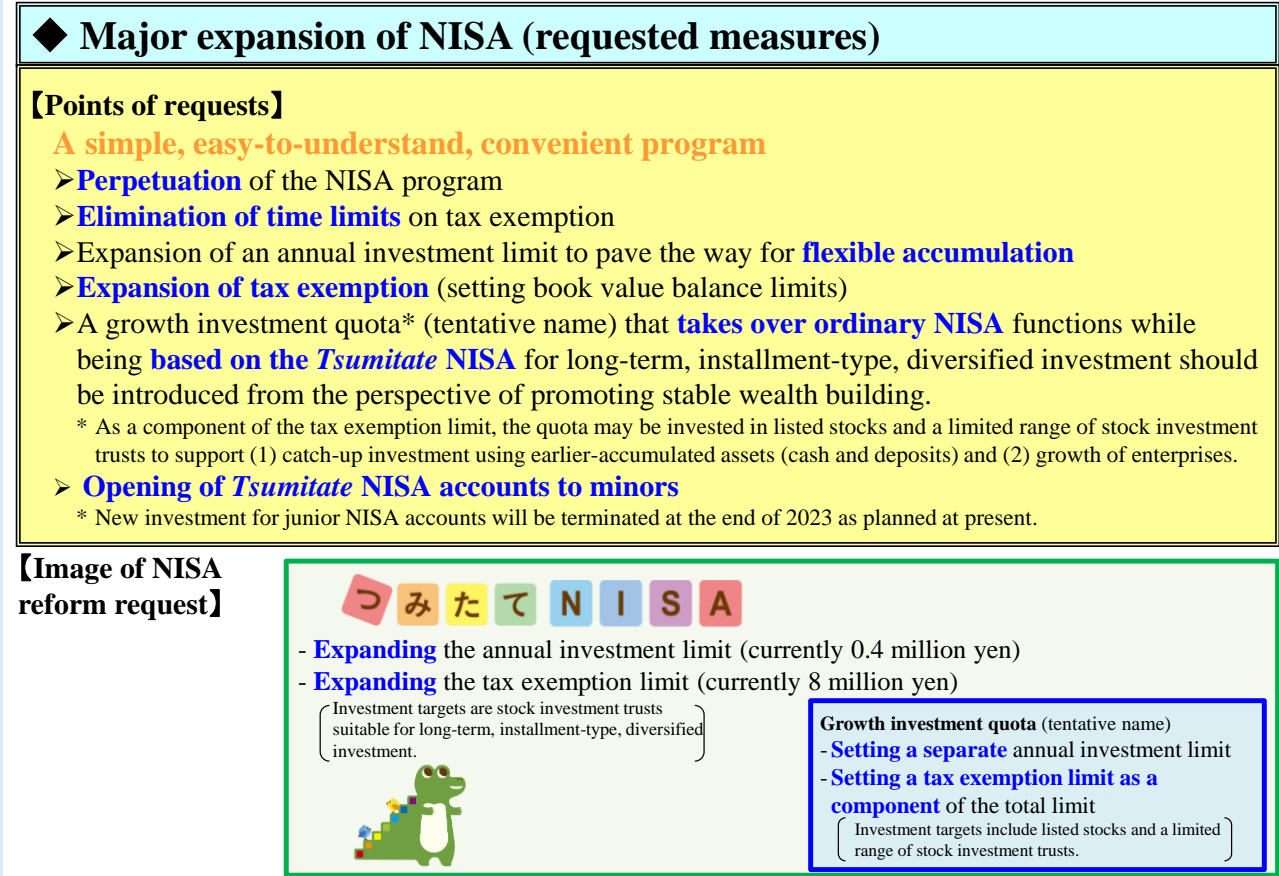 ◆ Major expansion of NISA (requested measures)
【Points of requests】
A simple, easy-to-understand, convenient program
➢Perpetuation of the NISA program
➢Elimination of time limits on tax exemption
➢Expansion of an annual investment limit to pave the way for flexible accumulation
➢Expansion of tax exemption (setting book value balance limits)
➢A growth investment quota* (tentative name) that takes over ordinary NISA functions while
being based on the Tsumitate NISA for long-term, installment-type, diversified investment should
be introduced from the perspective of promoting stable wealth building.
* As a component of the tax exemption limit, the quota may be invested in listed stocks and a limited range of stock investment
trusts to support (1) catch-up investment using earlier-accumulated assets (cash and deposits) and (2) growth of enterprises.
➢ Opening of Tsumitate NISA accounts to minors
* New investment for junior NISA accounts will be terminated at the end of 2023 as planned at present.
【Image of NISA
reform request】
つみたてNISA
- Expanding the annual investment limit (currently 0.4 million yen)
- Expanding the tax exemption limit (currently 8 million yen)
Investment targets are stock investment trusts
suitable for long-term, installment-type, diversified
investment.
Growth investment quota (tentative name)
- Setting a separate annual investment limit
- Setting a tax exemption limit as a
component of the total limit
Investment targets include listed stocks and a limited
range of stock investment trusts.